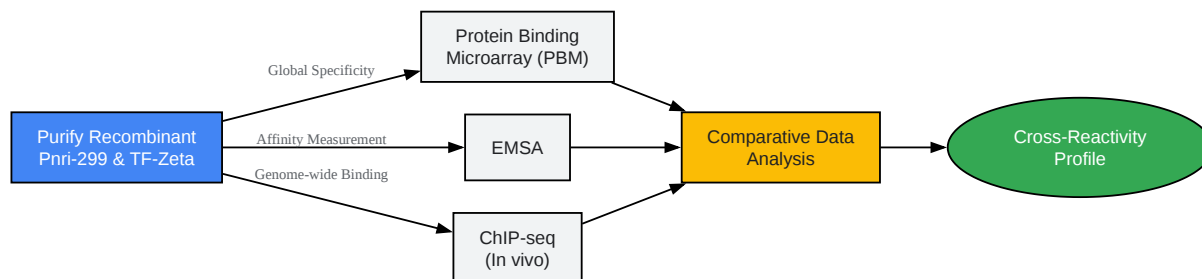 Purify Recombinant
Pnri-299 & TF-Zeta
Global Specificity
Affinity Measurement
Genome-wide Binding
Protein Binding
Microarray (PBM)
EMSA
ChIP-seq
(In vivo)
Comparative Data
Analysis
Cross-Reactivity
Profile